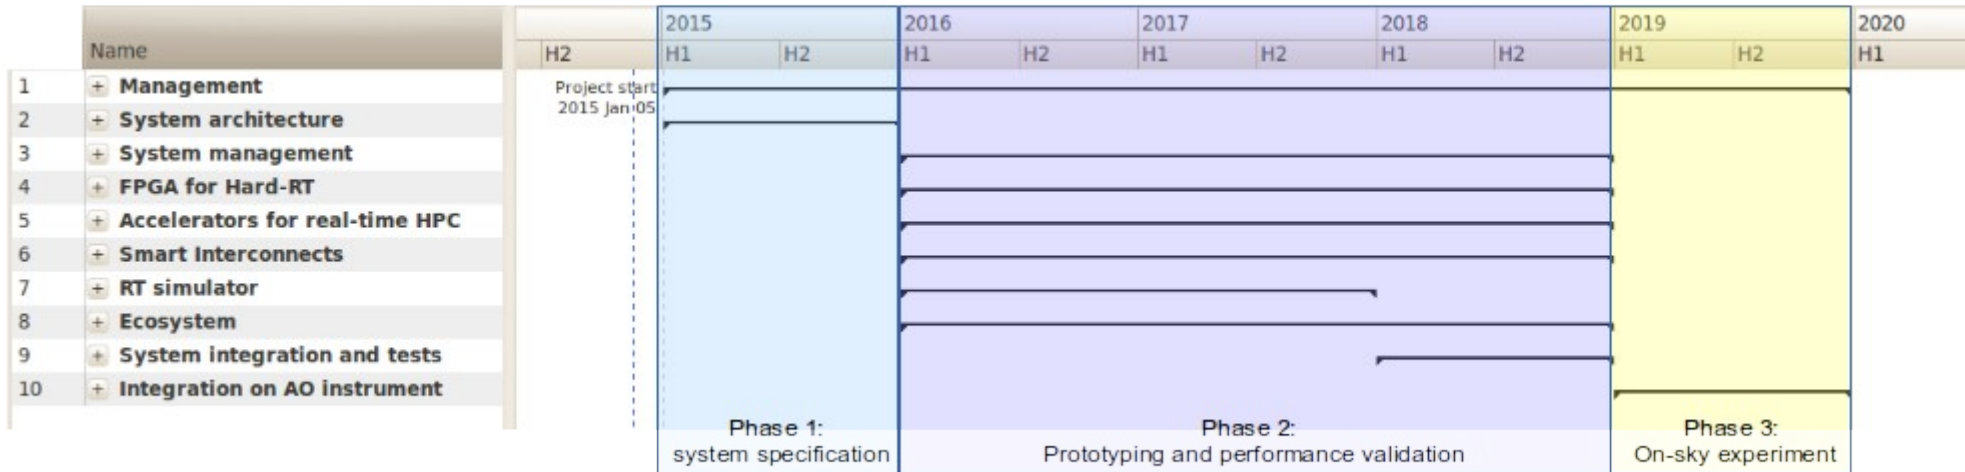 2015 2016 2017 2018 2019 2020
Name H2 H1 H2 H1 H2 H1 H2 H1 H2 H1 H2 H1
1 Management
Project start
2015 Jan 05
2 System architecture
3 System management
4 FPGA for Hard-RT
5 Accelerators for real-time HPC
6 Smart Interconnects
7 RT simulator
8 Ecosystem
9 System integration and tests
10 Integration on AO instrument
Phase 1: Phase 2: Phase 3:
system specification Prototyping and performance validation On-sky experiment